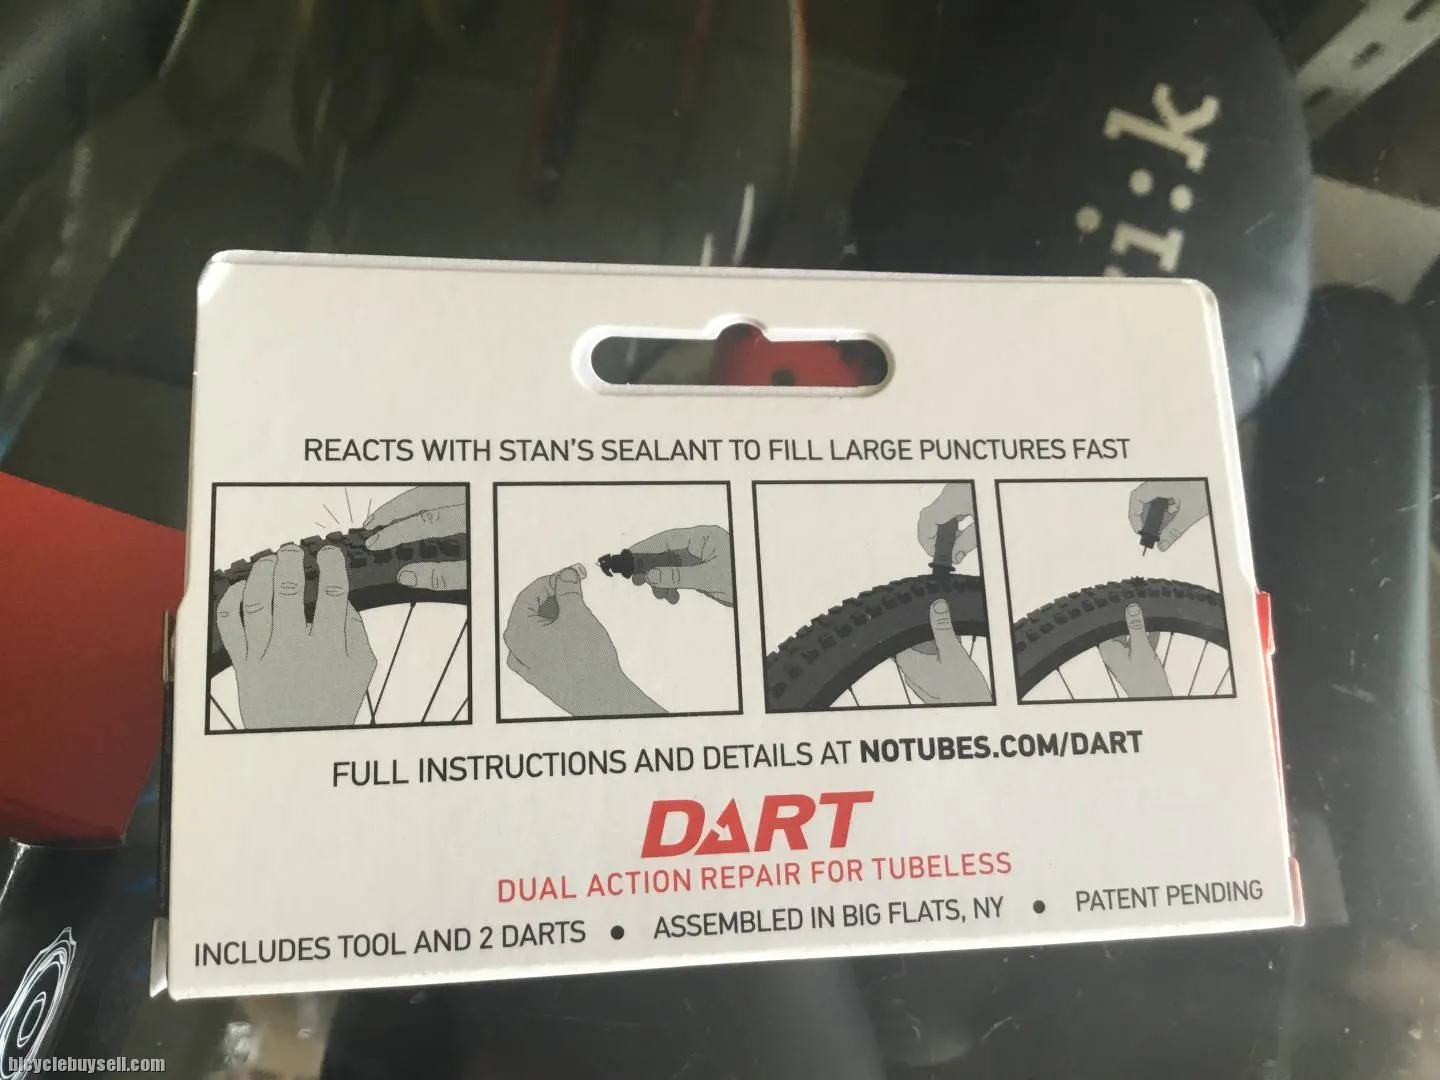 i:k
REACTS WITH STAN'S SEALANT TO FILL LARGE PUNCTURES FAST
FULL INSTRUCTIONS AND DETAILS AT NOTUBES.COM/DART
DART
DUAL ACTION REPAIR FOR TUBELESS
INCLUDES TOOL AND 2 DARTS • ASSEMBLED IN BIG FLATS, NY • PATENT PENDING
bicyclebuysell.com